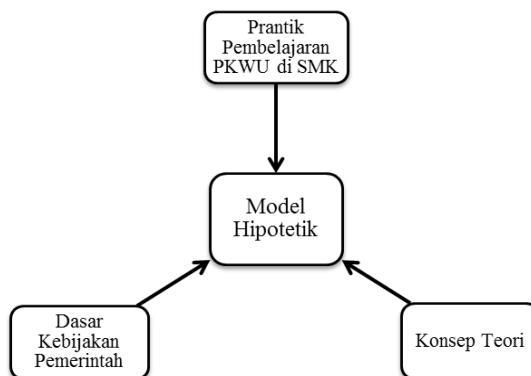 Prantik
Pembelajaran
PKWU di SMK
Model
Hipotetik
Dasar
Kebijakan
Pemerintah
Konsep Teori